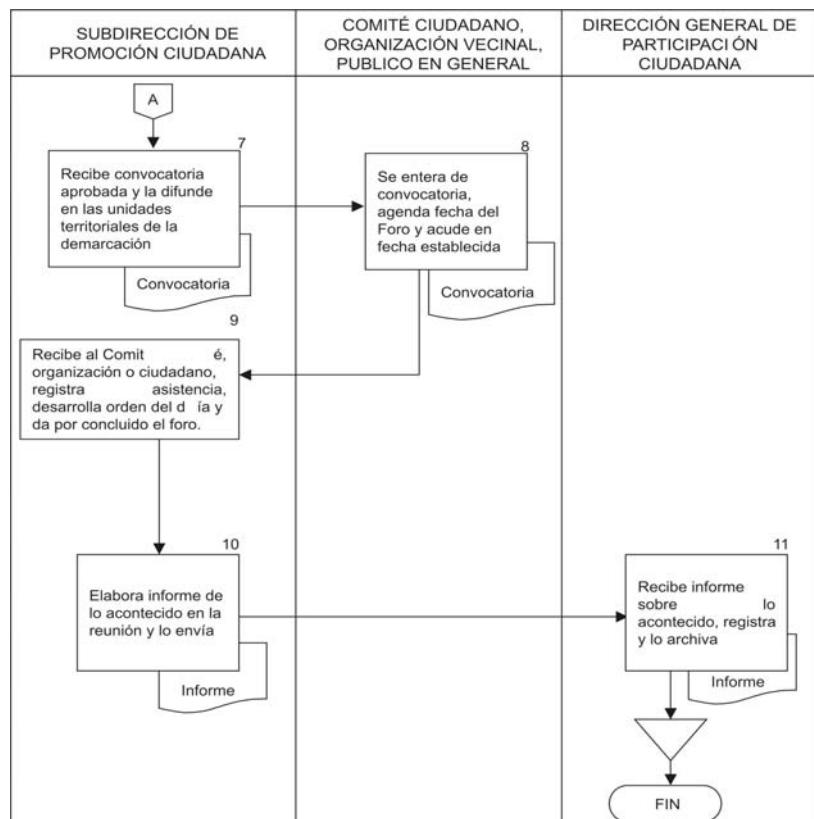 SUBDIRECCIÓN DE
PROMOCIÓN CIUDADANA
COMITÉ CIUDADANO,
ORGANIZACIÓN VECINAL,
PUBLICO EN GENERAL
DIRECCIÓN GENERAL DE
PARTICIPACI ÓN
CIUDADANA
A
7
Recibe convocatoria
aprobada y la difunde
en las unidades
territoriales de la
demarcación
Convocatoria
8
Se entera de
convocatoria,
agenda fecha del
Foro y acude en
fecha establecida
Convocatoria
9
Recibe al Comit é,
organización o ciudadano,
registra asistencia,
desarrolla orden del d ía y
da por concluido el foro.
10
Elabora informe de
lo acontecido en la
reunión y lo envía
Informe
11
Recibe informe
sobre lo
acontecido, registra
y lo archiva
Informe
FIN